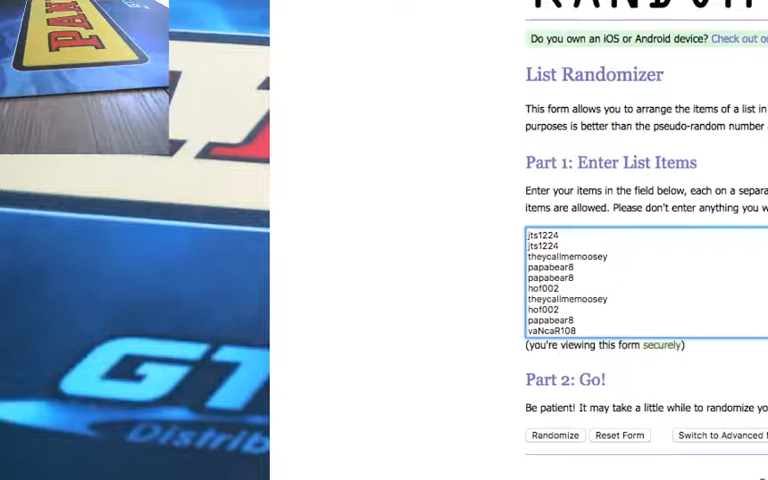 PAN
GT
Distrib
RANDOM
Do you own an iOS or Android device? Check out o
List Randomizer
This form allows you to arrange the items of a list in
purposes is better than the pseudo-random number
Part 1: Enter List Items
Enter your items in the field below, each on a separa
items are allowed. Please don't enter anything you w
jts1224
jts1224
theycallmemoosey
papabear8
papabear8
hof002
theycallmemoosey
hof002
papabear8
vaNcaR108
(you're viewing this form securely)
Part 2: Go!
Be patient! It may take a little while to randomize yo
Randomize Reset Form Switch to Advanced